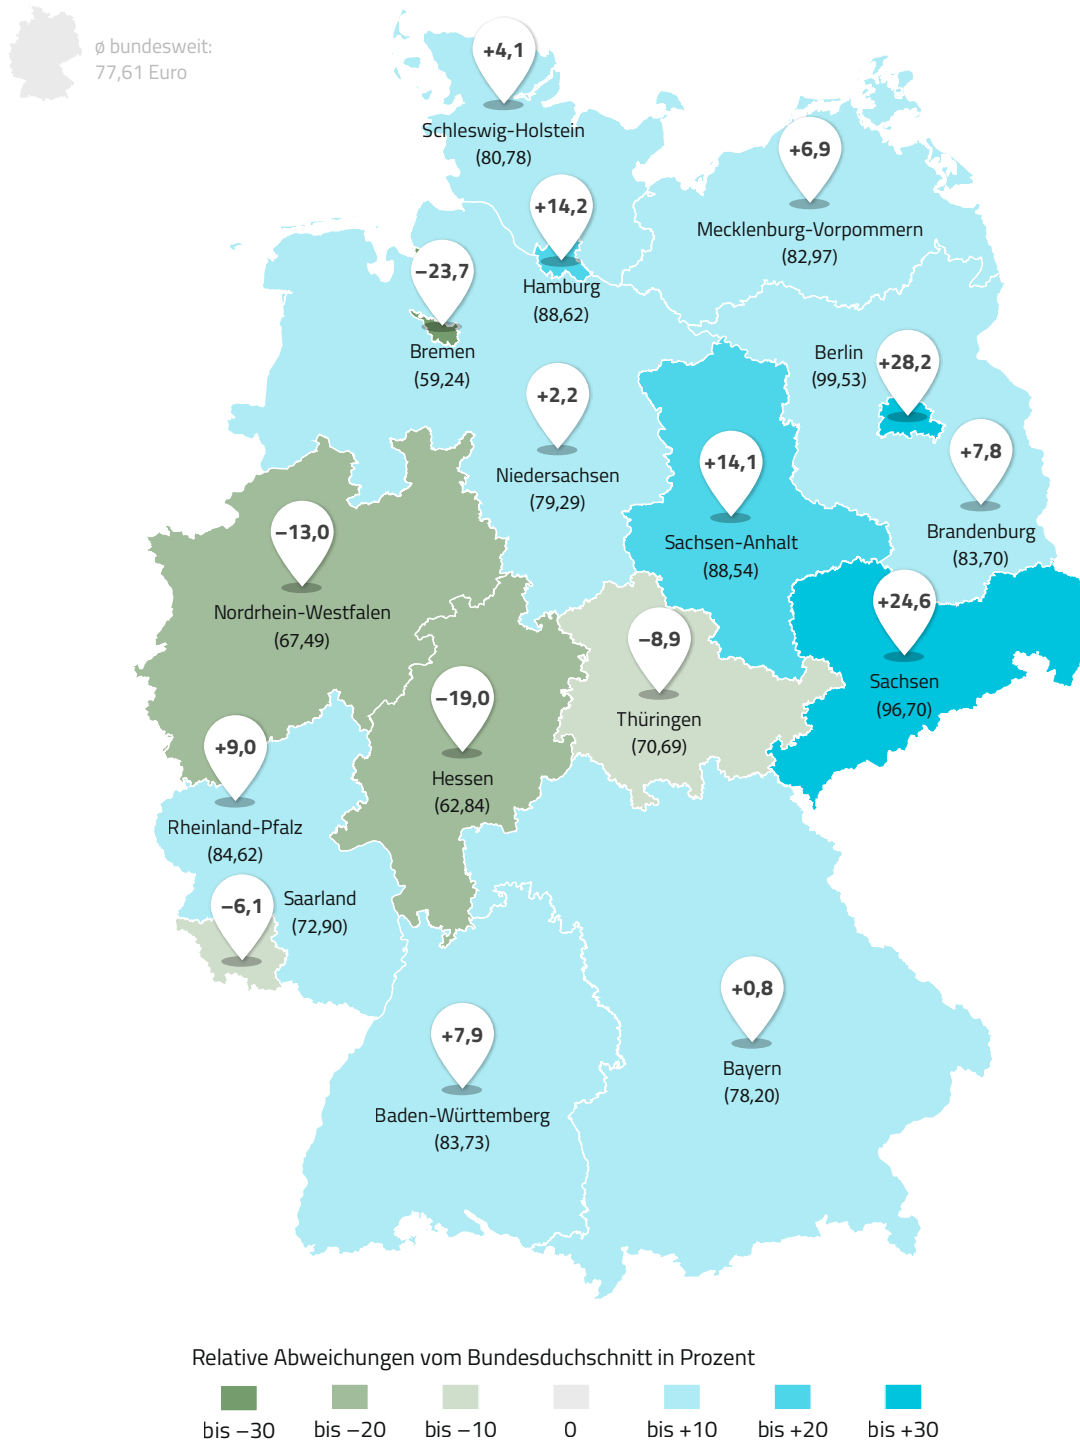 ø bundesweit:
77,61 Euro
+4,1
Schleswig-Holstein
(80,78)
+6,9
Mecklenburg-Vorpommern
(82,97)
+14,2
Hamburg
(88,62)
−23,7
Bremen
(59,24)
Berlin
(99,53)
+28,2
+2,2
Niedersachsen
(79,29)
+7,8
Brandenburg
(83,70)
+14,1
Sachsen-Anhalt
(88,54)
−13,0
Nordrhein-Westfalen
(67,49)
+24,6
Sachsen
(96,70)
−8,9
Thüringen
(70,69)
−19,0
Hessen
(62,84)
+9,0
Rheinland-Pfalz
(84,62)
−6,1
Saarland
(72,90)
+0,8
Bayern
(78,20)
+7,9
Baden-Württemberg
(83,73)
Relative Abweichungen vom Bundesduchschnitt in Prozent
bis −30 bis −20 bis −10 0 bis +10 bis +20 bis +30